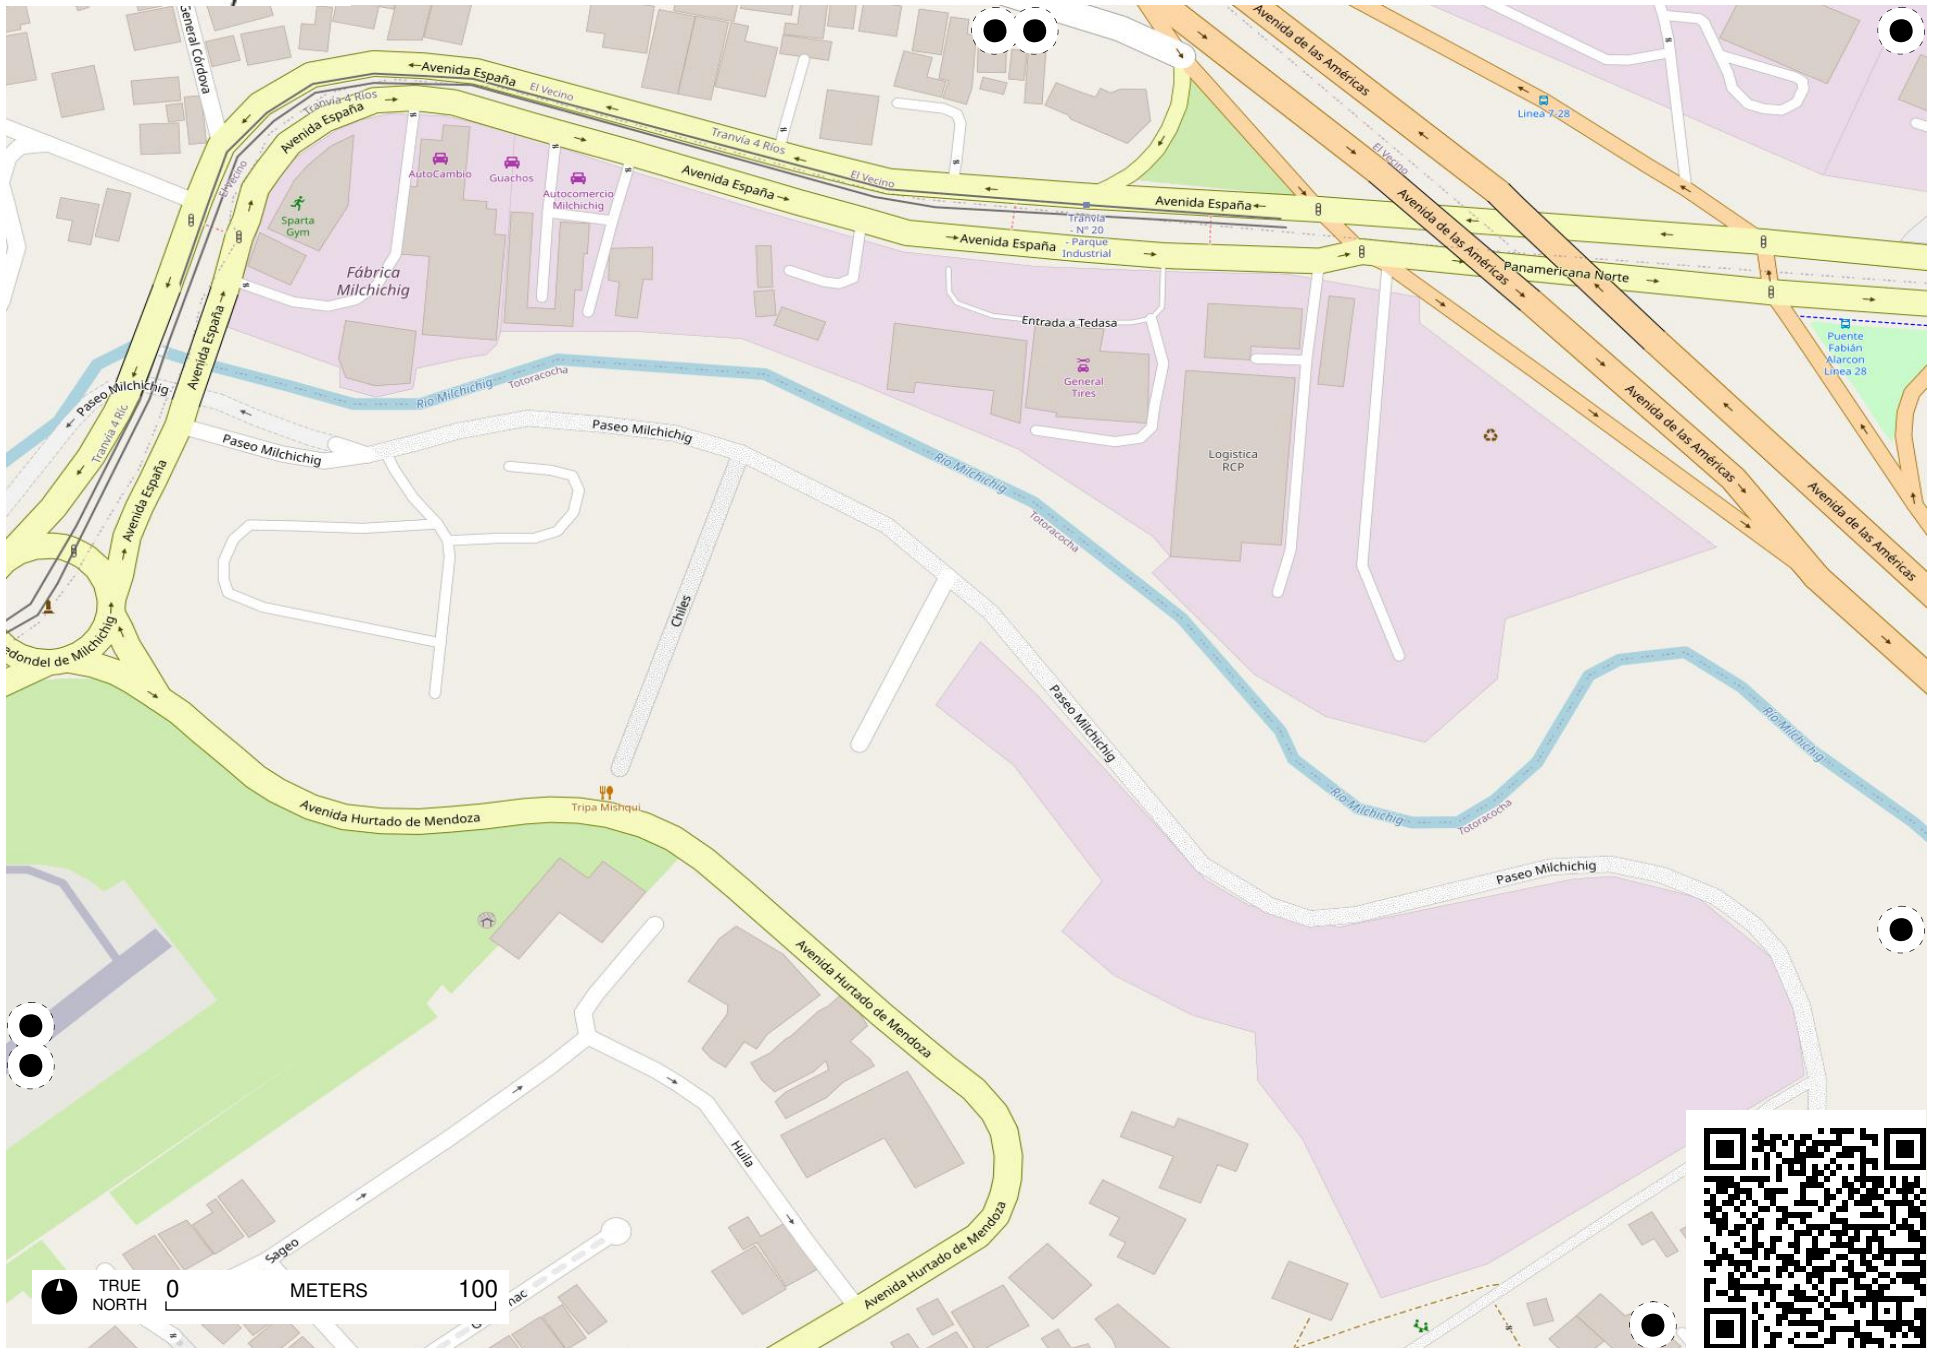 General Córdova
Avenida España
El Vecino
Tranvía 4 Ríos
Avenida España
Avenida de las Américas
Línea 7-28
Tranvía 4 Ríos
El Vecino
El Vecino
AutoCambio
Guachos
Autocomercio
Milchichig
Avenida España
El Vecino
Avenida España
Avenida de las Américas
Sparta
Gym
Tranvía
- N° 20
- Parque
Industrial
Avenida España
Panamericana Norte
Fábrica
Milchichig
Entrada a Tedasa
Puente
Fabián
Alarcon
Linea 28
Avenida España
General
Tires
Paseo Milchichig
Río Milchichig
Totoracocha
Avenida de las Américas
Tranvía 4 Río
Paseo Milchichig
Paseo Milchichig
Río Milchichig
Logistica
RCP
Avenida España
Totoracocha
Avenida de las Américas
Chiles
edondel de Milchichig
Paseo Milchichig
Río Milchichig
Río Milchichig
Totoracocha
Tripa Mishqui
Avenida Hurtado de Mendoza
Paseo Milchichig
Avenida Hurtado de Mendoza
Huila
Avenida Hurtado de Mendoza
Sageo
TRUE
NORTH
0 METERS 100